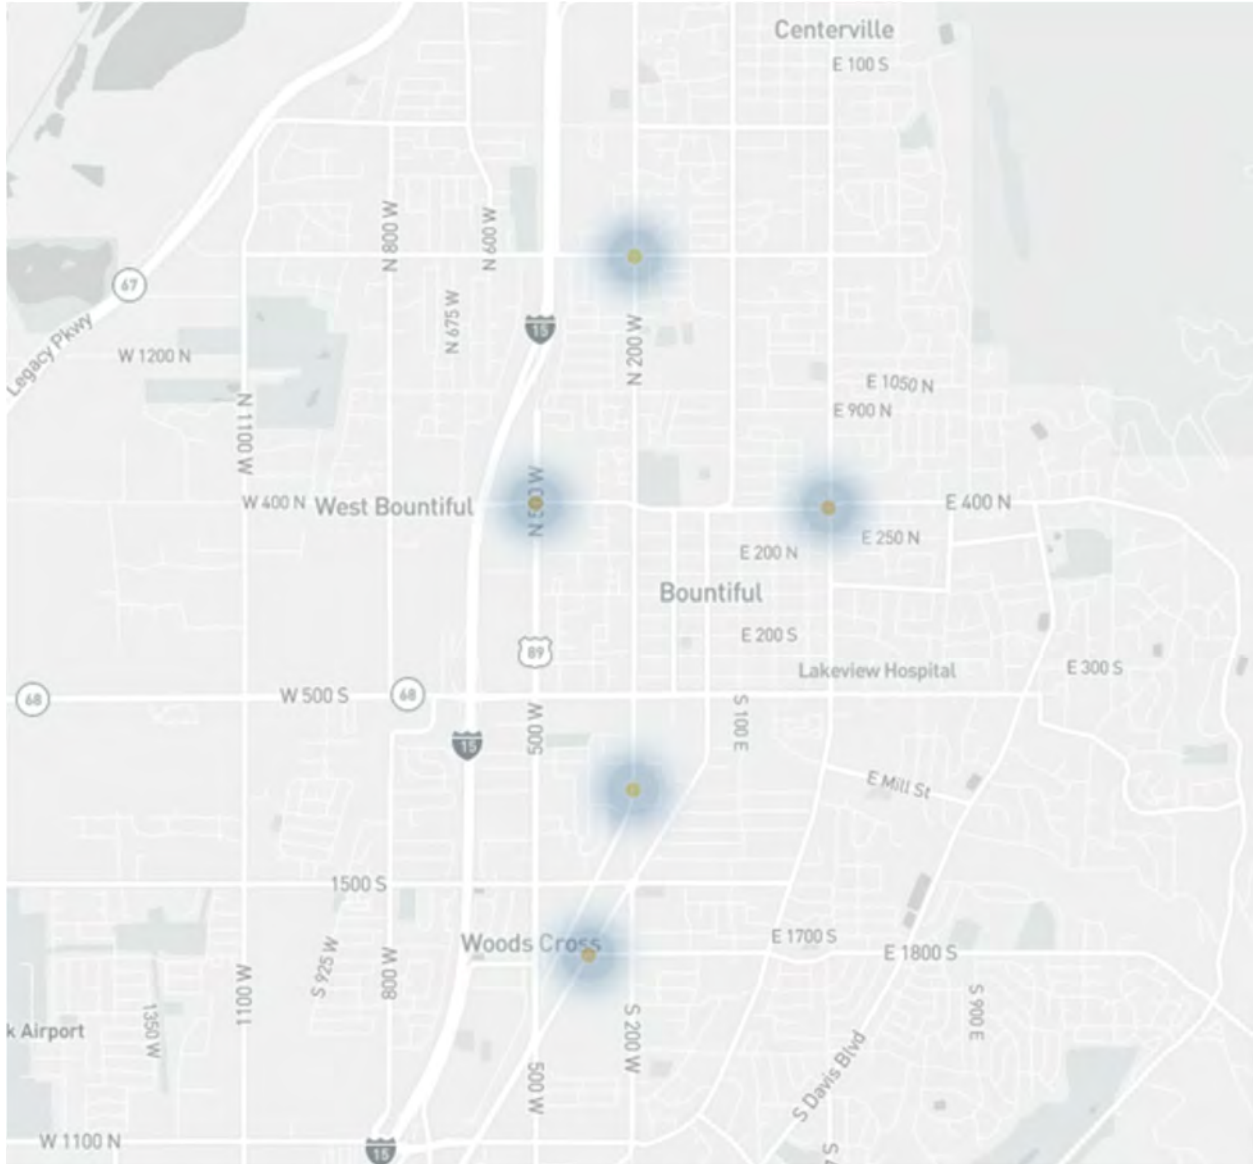 Centerville
E 100 S
N 800 W
N 600 W
67
N 675 W
15
Legacy Pkwy
W 1200 N
N 200 W
E 1050 N
N 1100 W
E 900 N
W 400 N
West Bountiful
E 400 N
E 250 N
E 200 N
Bountiful
E 200 S
89
Lakeview Hospital
E 300 S
68
W 500 S
68
500 W
S 100 E
15
E Mill St
1500 S
Woods Cross
E 1700 S
E 1800 S
S 925 W
800 W
1100 W
1350 W
k Airport
S 200 W
S 900 E
S Davis Blvd
500 W
W 1100 N
15